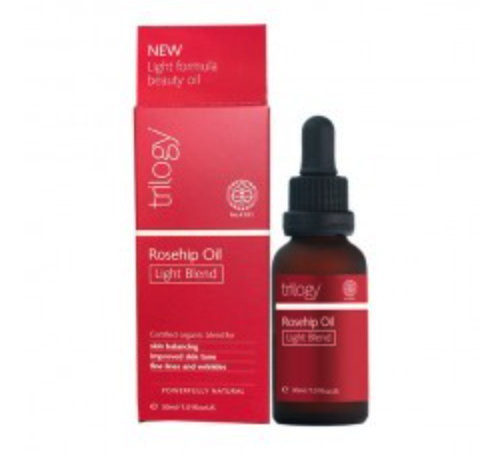 NEW
Light formula
beauty oil
trilogy
Rosehip Oil
Light Blend
Certified organic blend for
skin balancing
improved skin tone
fine lines and wrinkles
POWERFULLY NATURAL
trilogy
Rosehip Oil
Light Blend